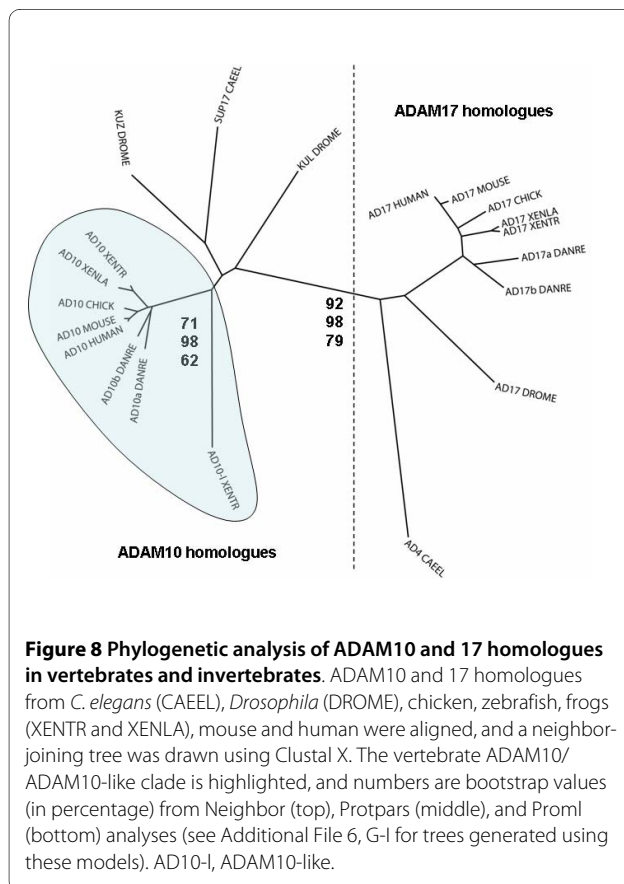 ADAM17 homologues
KUZ DROME
SUP17 CAEEL
KUL DROME
AD17 HUMAN
AD17 MOUSE
AD17 CHICK
AD17 XENLA
AD17 XENTR
AD17a DANRE
AD17b DANRE
AD10 XENTR
AD10 XENLA
AD10 CHICK
AD10 MOUSE
AD10 HUMAN
AD10b DANRE
AD10a DANRE
71
98
62
92
98
79
AD17 DROME
AD10-l XENTR
AD4 CAEEL
ADAM10 homologues
Figure 8 Phylogenetic analysis of ADAM10 and 17 homologues
in vertebrates and invertebrates. ADAM10 and 17 homologues
from C. elegans (CAEEL), Drosophila (DROME), chicken, zebrafish, frogs
(XENTR and XENLA), mouse and human were aligned, and a neighbor-
joining tree was drawn using Clustal X. The vertebrate ADAM10/
ADAM10-like clade is highlighted, and numbers are bootstrap values
(in percentage) from Neighbor (top), Protpars (middle), and Proml
(bottom) analyses (see Additional File 6, G-I for trees generated using
these models). AD10-l, ADAM10-like.